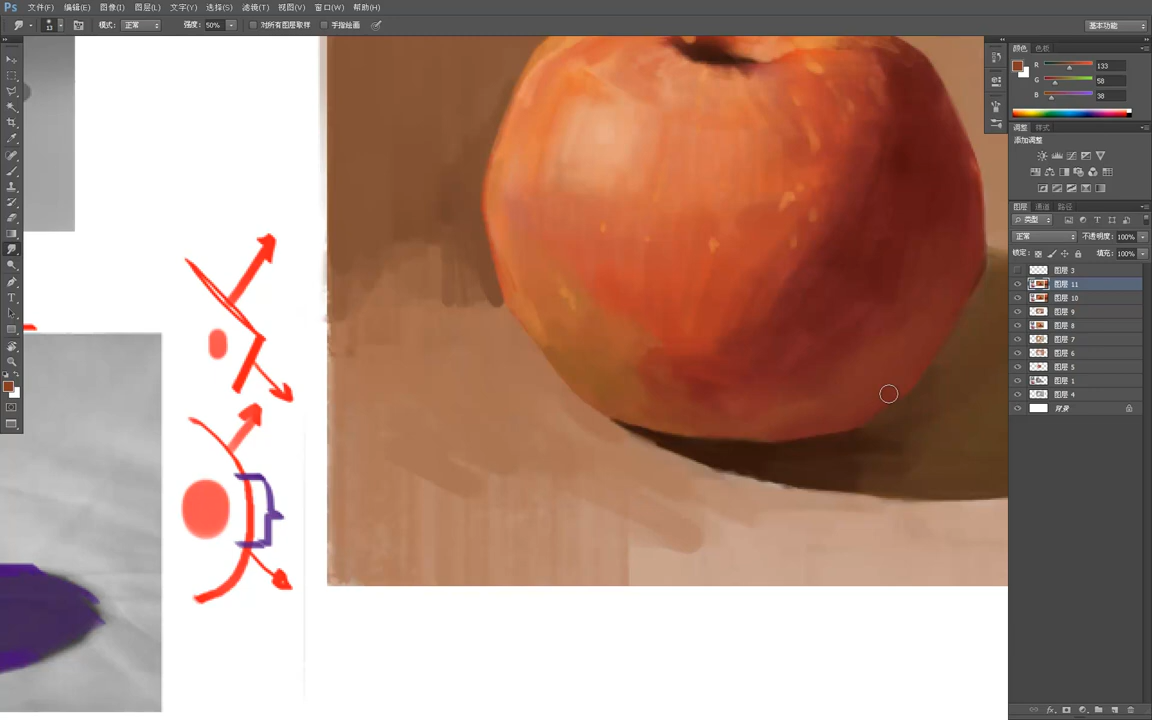 Ps 文件(F) 编辑(E) 图像(I) 图层(L) 文字(Y) 选择(S) 滤镜(T) 视图(V) 窗口(W) 帮助(H)
13 模式: 正常 强度: 50% 对所有图层取样 手指绘画 基本功能
颜色 色板
R 133
G 58
B 38
调整 样式
添加调整
图层 通道 路径
类型
正常 不透明度: 100%
锁定: 填充: 100%
图层 3
图层 11
图层 10
图层 9
图层 8
图层 7
图层 6
图层 5
图层 1
图层 4
背景